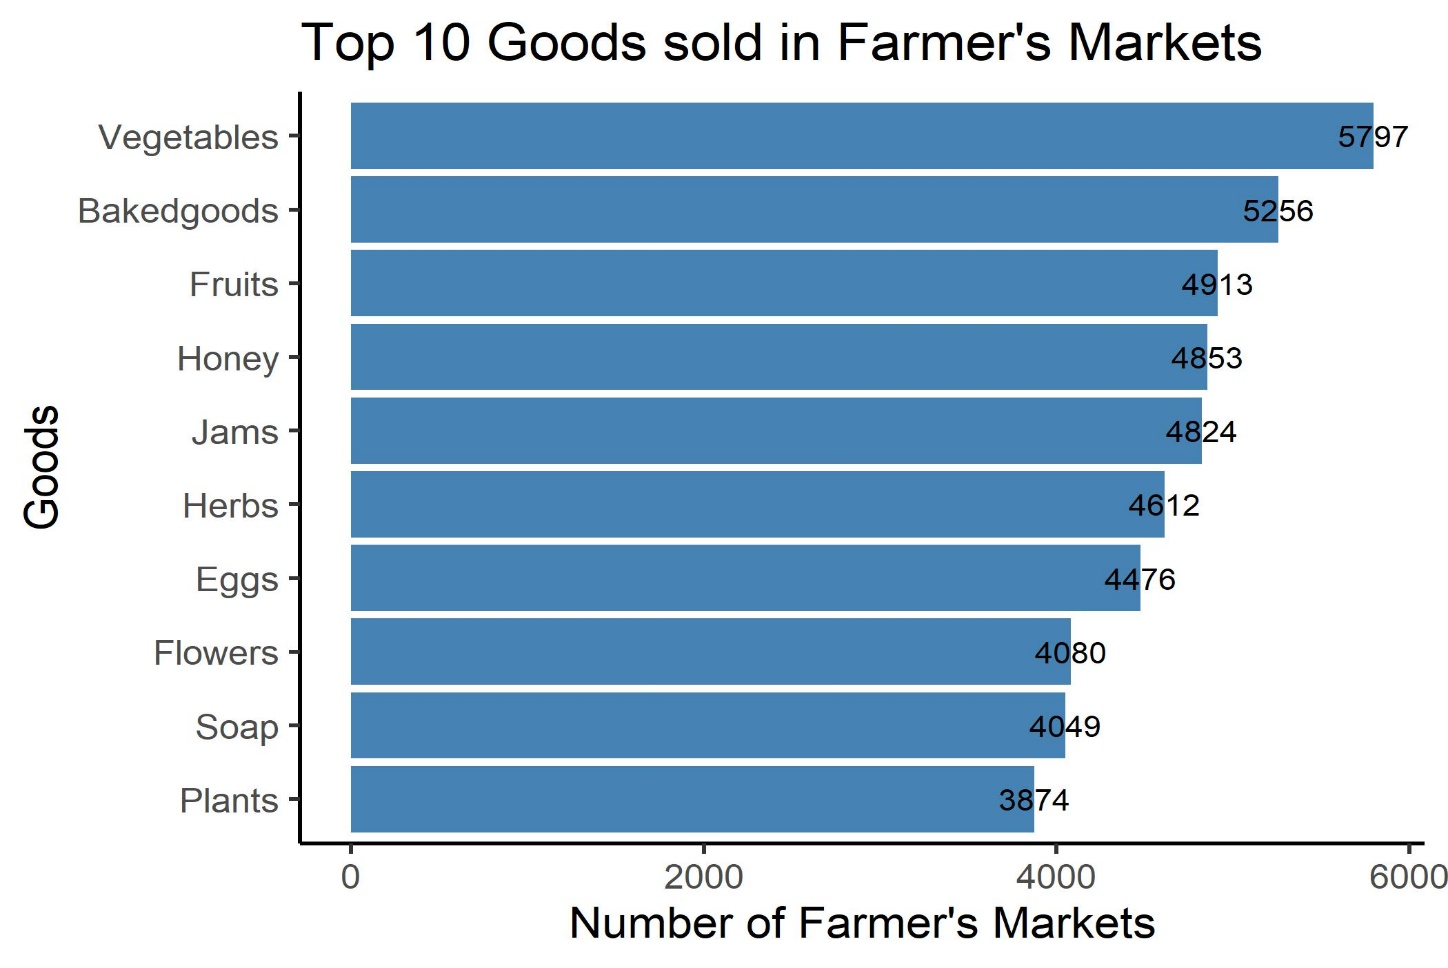 Top 10 Goods sold in Farmer's Markets
Vegetables 5797
Bakedgoods 5256
Fruits 4913
Honey 4853
Jams 4824
Herbs 4612
Eggs 4476
Flowers 4080
Soap 4049
Plants 3874
Goods
0 2000 4000 6000
Number of Farmer's Markets